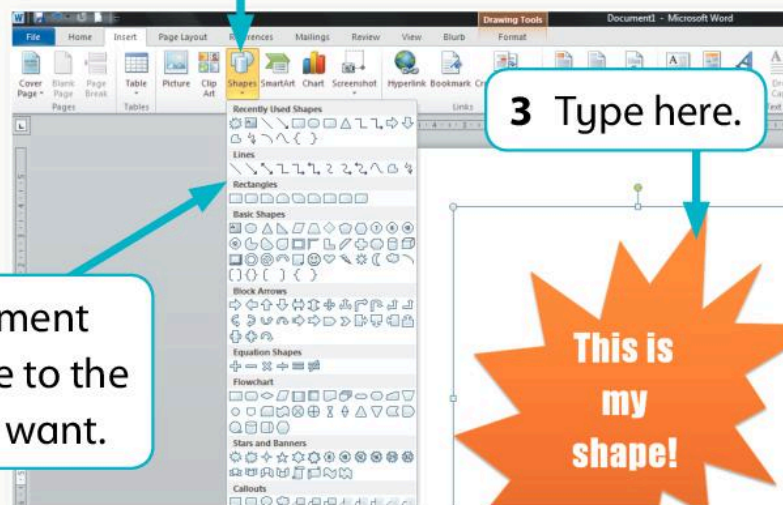 Drawing Tools
Document1 - Microsoft Word
File Home Insert Page Layout References Mailings Review View Blurb Format
Cover Page Blank Page Page Break Table Picture Clip Art Shapes SmartArt Chart Screenshot Hyperlink Bookmark
Pages Tables Links
3 Type here.
Recently Used Shapes
Lines
Rectangles
Basic Shapes
Block Arrows
Equation Shapes
Flowchart
Stars and Banners
Callouts
ment
e to the
want.
This is
my
shape!